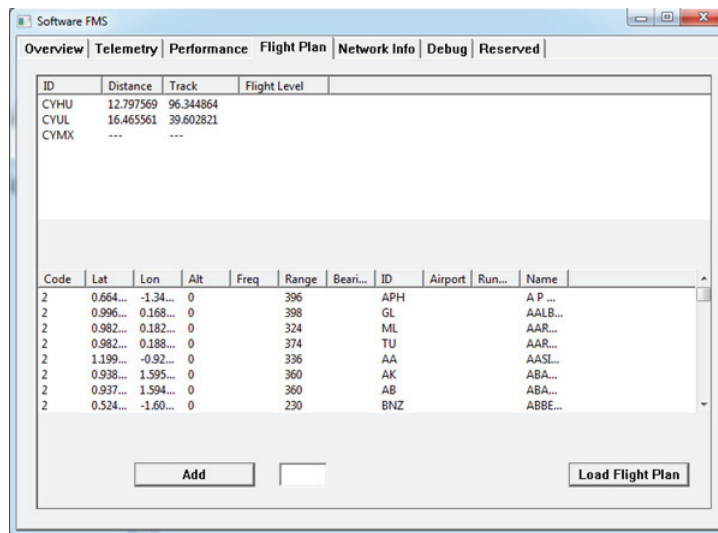 Software FMS
Overview Telemetry Performance Flight Plan Network Info Debug Reserved
ID Distance Track Flight Level
CYHU 12.797569 96.344864
CYUL 16.465561 39.602821
CYMX --- ---
Code Lat Lon Alt Freq Range Beari... ID Airport Run... Name
2 0.664... -1.34... 0 396 APH A P ...
2 0.996... 0.168... 0 398 GL AALB...
2 0.982... 0.182... 0 324 ML AAR...
2 0.982... 0.188... 0 374 TU AAR...
2 1.199... -0.92... 0 336 AA AASI...
2 0.938... 1.595... 0 360 AK ABA...
2 0.937... 1.594... 0 360 AB ABA...
2 0.524... -1.60... 0 230 BNZ ABBE...
Add Load Flight Plan